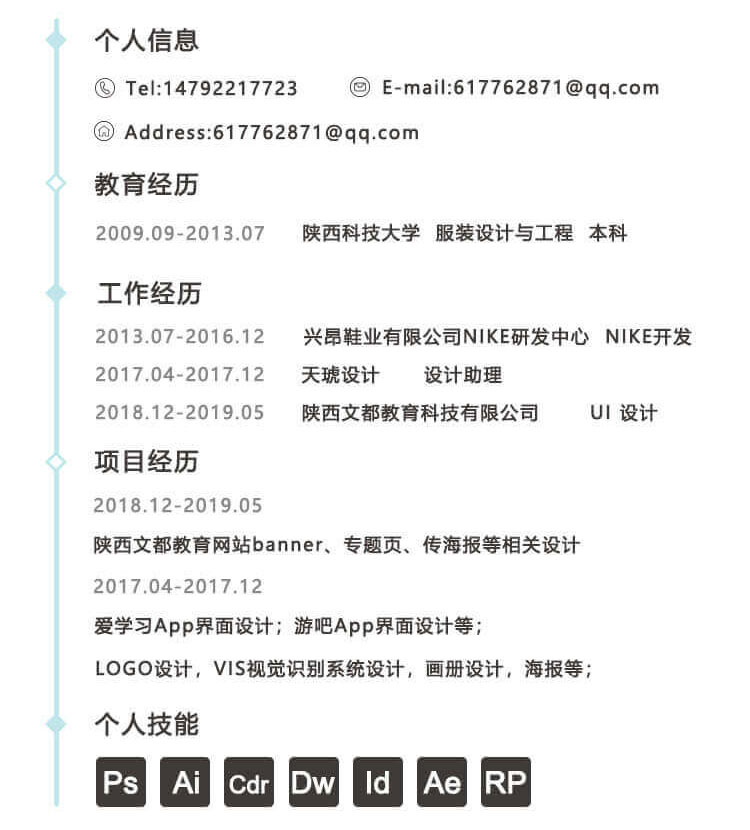 个人信息
Tel:14792217723 E-mail:617762871@qq.com
Address:617762871@qq.com
教育经历
2009.09-2013.07 陕西科技大学 服装设计与工程 本科
工作经历
2013.07-2016.12 兴昂鞋业有限公司NIKE研发中心 NIKE开发
2017.04-2017.12 天琥设计 设计助理
2018.12-2019.05 陕西文都教育科技有限公司 UI 设计
项目经历
2018.12-2019.05
陕西文都教育网站banner、专题页、传海报等相关设计
2017.04-2017.12
爱学习App界面设计；游吧App界面设计等；
LOGO设计，VIS视觉识别系统设计，画册设计，海报等；
个人技能
Ps Ai Cdr Dw Id Ae RP